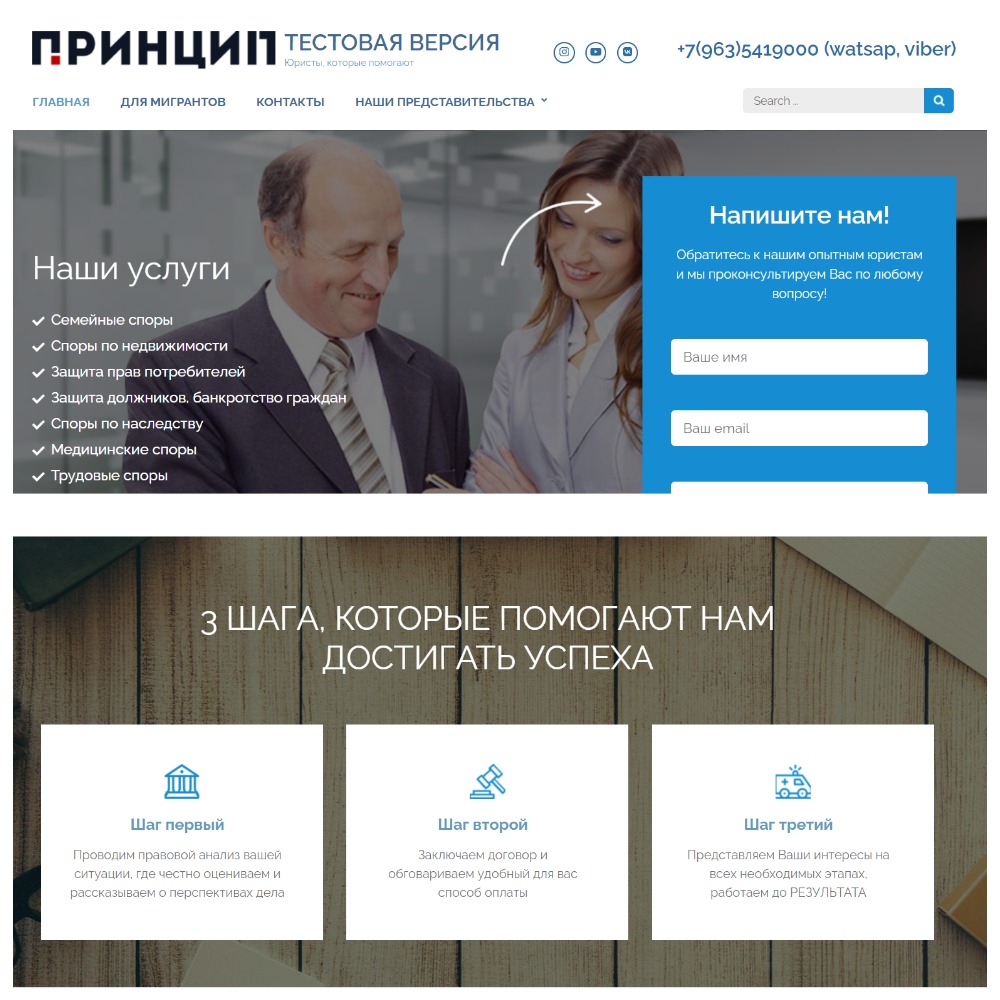 ПРИНЦИП ТЕСТОВАЯ ВЕРСИЯ
Юристы, которые помогают
+7(963)5419000 (watsap, viber)
ГЛАВНАЯ ДЛЯ МИГРАНТОВ КОНТАКТЫ НАШИ ПРЕДСТАВИТЕЛЬСТВА
Search ...
Наши услуги
Семейные споры
Споры по недвижимости
Защита прав потребителей
Защита должников, банкротство граждан
Споры по наследству
Медицинские споры
Трудовые споры
Напишите нам!
Обратитесь к нашим опытным юристам
и мы проконсультируем Вас по любому
вопросу!
Ваше имя
Ваш email
3 ШАГА, КОТОРЫЕ ПОМОГАЮТ НАМ
ДОСТИГАТЬ УСПЕХА
Шаг первый
Проводим правовой анализ вашей
ситуации, где честно оцениваем и
рассказываем о перспективах дела
Шаг второй
Заключаем договор и
обговариваем удобный для вас
способ оплаты
Шаг третий
Представляем Ваши интересы на
всех необходимых этапах,
работаем до РЕЗУЛЬТАТА